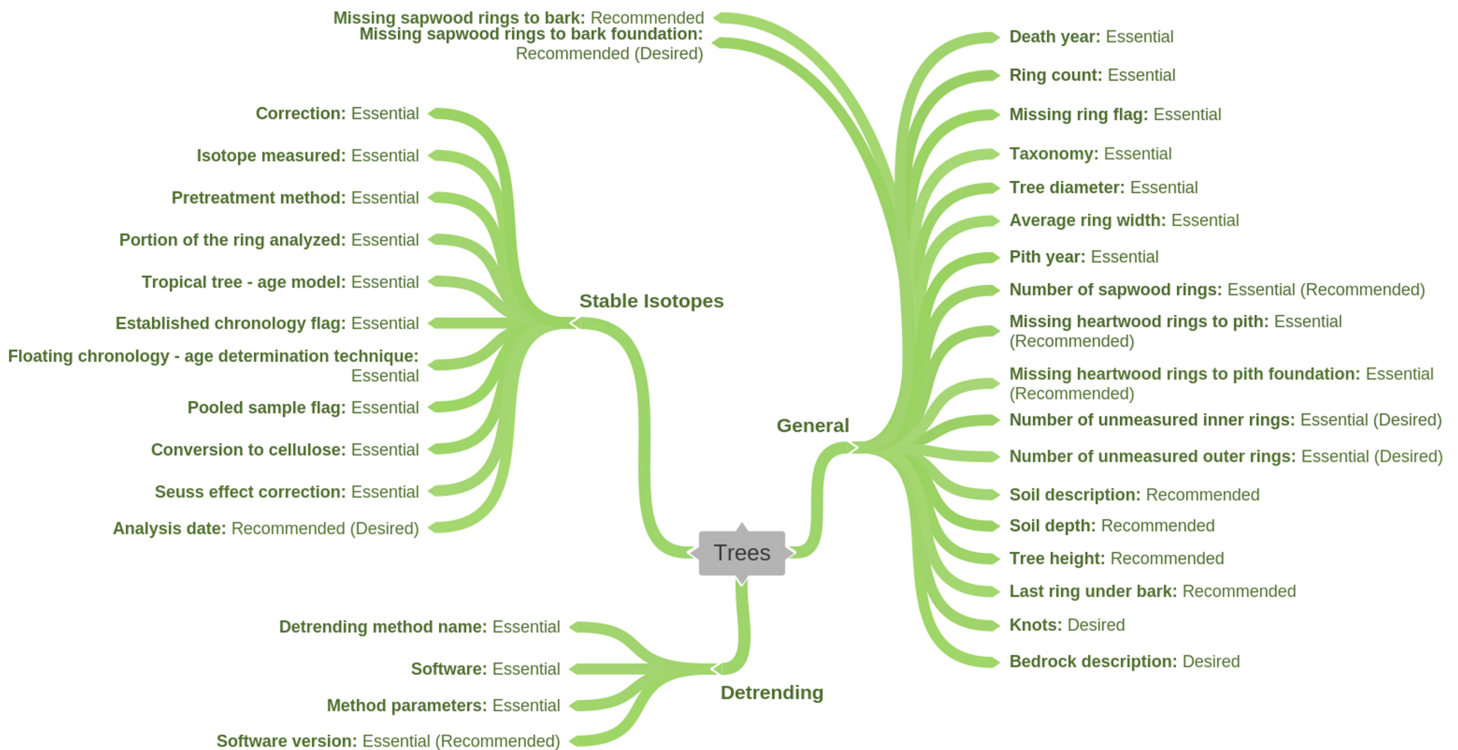 Missing sapwood rings to bark: Recommended
Missing sapwood rings to bark foundation:
Recommended (Desired)
Correction: Essential
Isotope measured: Essential
Pretreatment method: Essential
Portion of the ring analyzed: Essential
Tropical tree - age model: Essential
Established chronology flag: Essential
Floating chronology - age determination technique:
Essential
Pooled sample flag: Essential
Conversion to cellulose: Essential
Seuss effect correction: Essential
Analysis date: Recommended (Desired)
Stable Isotopes
Trees
General
Death year: Essential
Ring count: Essential
Missing ring flag: Essential
Taxonomy: Essential
Tree diameter: Essential
Average ring width: Essential
Pith year: Essential
Number of sapwood rings: Essential (Recommended)
Missing heartwood rings to pith: Essential
(Recommended)
Missing heartwood rings to pith foundation: Essential
(Recommended)
Number of unmeasured inner rings: Essential (Desired)
Number of unmeasured outer rings: Essential (Desired)
Soil description: Recommended
Soil depth: Recommended
Tree height: Recommended
Last ring under bark: Recommended
Knots: Desired
Bedrock description: Desired
Detrending method name: Essential
Software: Essential
Method parameters: Essential
Software version: Essential (Recommended)
Detrending